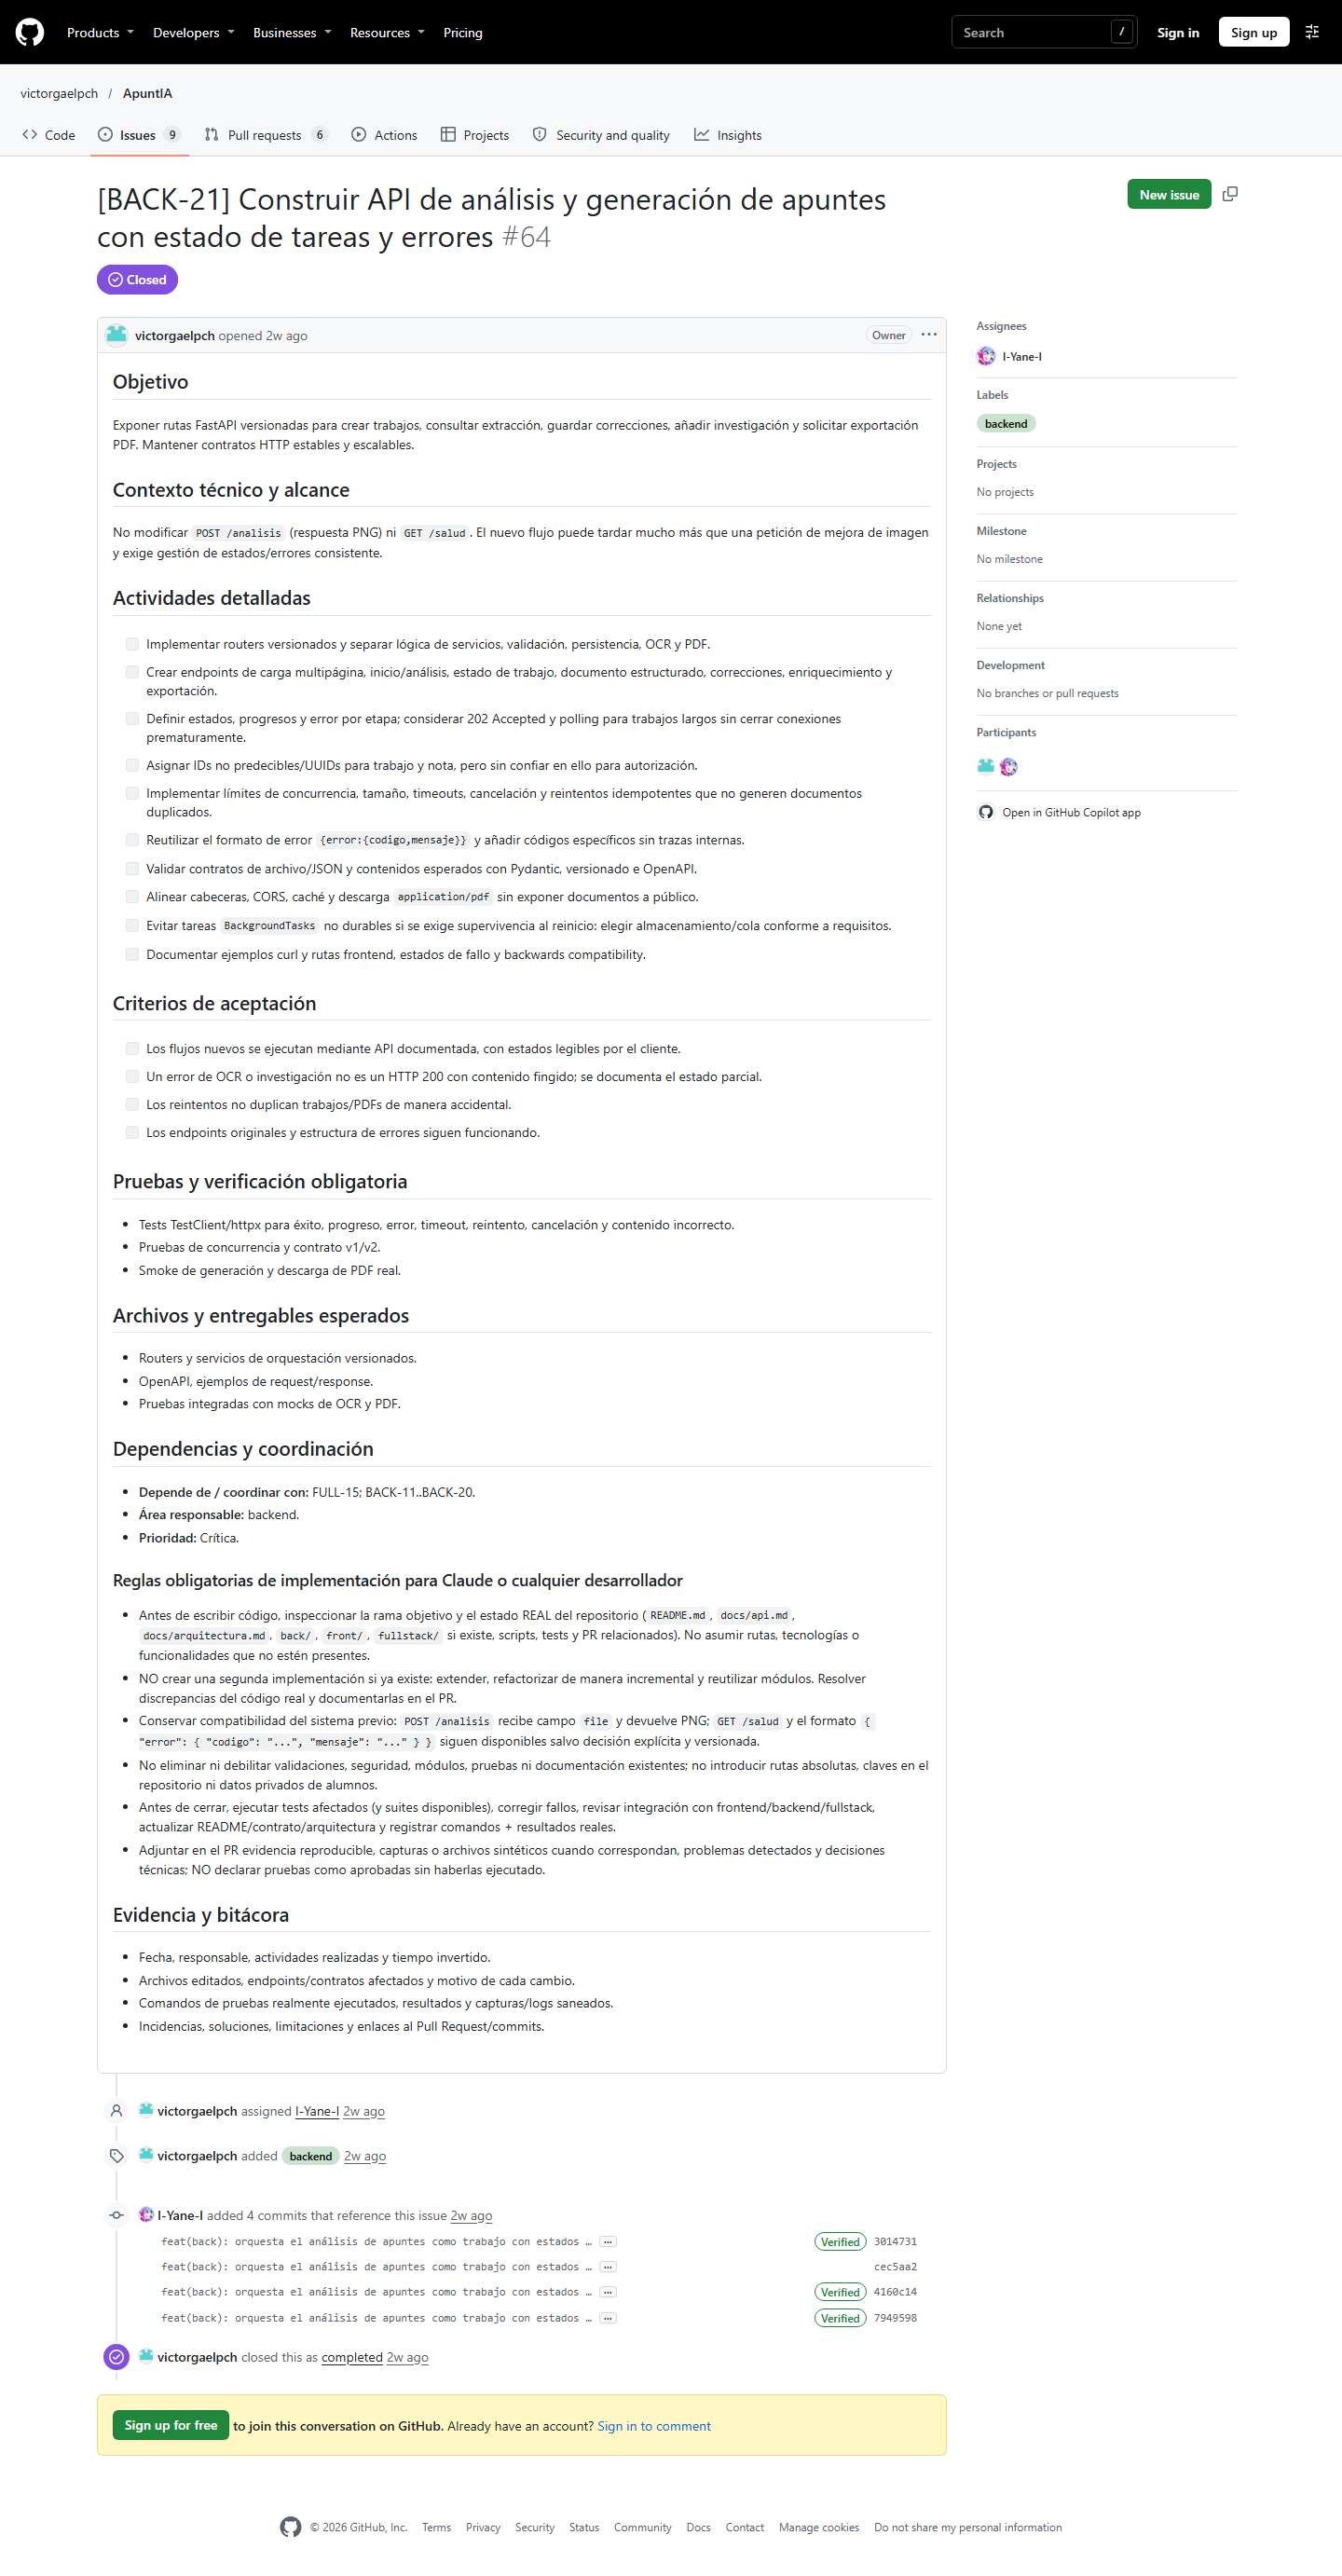 Products
Developers
Businesses
Resources
Pricing
Search
/
Sign in
Sign up
victorgaelpch / ApuntIA
Code
Issues 9
Pull requests 6
Actions
Projects
Security and quality
Insights
[BACK-21] Construir API de análisis y generación de apuntes
con estado de tareas y errores #64
New issue
Closed
victorgaelpch opened 2w ago
Owner
Objetivo
Exponer rutas FastAPI versionadas para crear trabajos, consultar extracción, guardar correcciones, añadir investigación y solicitar exportación
PDF. Mantener contratos HTTP estables y escalables.
Contexto técnico y alcance
No modificar POST /analisis (respuesta PNG) ni GET /salud. El nuevo flujo puede tardar mucho más que una petición de mejora de imagen
y exige gestión de estados/errores consistente.
Actividades detalladas
Implementar routers versionados y separar lógica de servicios, validación, persistencia, OCR y PDF.
Crear endpoints de carga multipágina, inicio/análisis, estado de trabajo, documento estructurado, correcciones, enriquecimiento y
exportación.
Definir estados, progresos y error por etapa; considerar 202 Accepted y polling para trabajos largos sin cerrar conexiones
prematuramente.
Asignar IDs no predecibles/UUIDs para trabajo y nota, pero sin confiar en ello para autorización.
Implementar límites de concurrencia, tamaño, timeouts, cancelación y reintentos idempotentes que no generen documentos
duplicados.
Reutilizar el formato de error {error:{codigo,mensaje}} y añadir códigos específicos sin trazas internas.
Validar contratos de archivo/JSON y contenidos esperados con Pydantic, versionado e OpenAPI.
Alinear cabeceras, CORS, caché y descarga application/pdf sin exponer documentos a público.
Evitar tareas BackgroundTasks no durables si se exige supervivencia al reinicio: elegir almacenamiento/cola conforme a requisitos.
Documentar ejemplos curl y rutas frontend, estados de fallo y backwards compatibility.
Criterios de aceptación
Los flujos nuevos se ejecutan mediante API documentada, con estados legibles por el cliente.
Un error de OCR o investigación no es un HTTP 200 con contenido fingido; se documenta el estado parcial.
Los reintentos no duplican trabajos/PDFs de manera accidental.
Los endpoints originales y estructura de errores siguen funcionando.
Pruebas y verificación obligatoria
Tests TestClient/httpx para éxito, progreso, error, timeout, reintento, cancelación y contenido incorrecto.
Pruebas de concurrencia y contrato v1/v2.
Smoke de generación y descarga de PDF real.
Archivos y entregables esperados
Routers y servicios de orquestación versionados.
OpenAPI, ejemplos de request/response.
Pruebas integradas con mocks de OCR y PDF.
Dependencias y coordinación
Depende de / coordinar con: FULL-15; BACK-11..BACK-20.
Área responsable: backend.
Prioridad: Crítica.
Reglas obligatorias de implementación para Claude o cualquier desarrollador
Antes de escribir código, inspeccionar la rama objetivo y el estado REAL del repositorio (README.md, docs/api.md,
docs/arquitectura.md, back/, front/, fullstack/ si existe, scripts, tests y PR relacionados). No asumir rutas, tecnologías o
funcionalidades que no estén presentes.
NO crear una segunda implementación si ya existe: extender, refactorizar de manera incremental y reutilizar módulos. Resolver
discrepancias del código real y documentarlas en el PR.
Conservar compatibilidad del sistema previo: POST /analisis recibe campo file y devuelve PNG; GET /salud y el formato {
"error": { "codigo": "...", "mensaje": "..." } } siguen disponibles salvo decisión explícita y versionada.
No eliminar ni debilitar validaciones, seguridad, módulos, pruebas ni documentación existentes; no introducir rutas absolutas, claves en el
repositorio ni datos privados de alumnos.
Antes de cerrar, ejecutar tests afectados (y suites disponibles), corregir fallos, revisar integración con frontend/backend/fullstack,
actualizar README/contrato/arquitectura y registrar comandos + resultados reales.
Adjuntar en el PR evidencia reproducible, capturas o archivos sintéticos cuando correspondan, problemas detectados y decisiones
técnicas; NO declarar pruebas como aprobadas sin haberlas ejecutado.
Evidencia y bitácora
Fecha, responsable, actividades realizadas y tiempo invertido.
Archivos editados, endpoints/contratos afectados y motivo de cada cambio.
Comandos de pruebas realmente ejecutados, resultados y capturas/logs saneados.
Incidencias, soluciones, limitaciones y enlaces al Pull Request/commits.
victorgaelpch assigned I-Yane-I 2w ago
victorgaelpch added backend 2w ago
I-Yane-I added 4 commits that reference this issue 2w ago
feat(back): orquesta el análisis de apuntes como trabajo con estados … Verified 3014731
feat(back): orquesta el análisis de apuntes como trabajo con estados … cec5aa2
feat(back): orquesta el análisis de apuntes como trabajo con estados … Verified 4160c14
feat(back): orquesta el análisis de apuntes como trabajo con estados … Verified 7949598
victorgaelpch closed this as completed 2w ago
Sign up for free to join this conversation on GitHub. Already have an account? Sign in to comment
Assignees
I-Yane-I
Labels
backend
Projects
No projects
Milestone
No milestone
Relationships
None yet
Development
No branches or pull requests
Participants
Open in GitHub Copilot app
© 2026 GitHub, Inc.
Terms
Privacy
Security
Status
Community
Docs
Contact
Manage cookies
Do not share my personal information